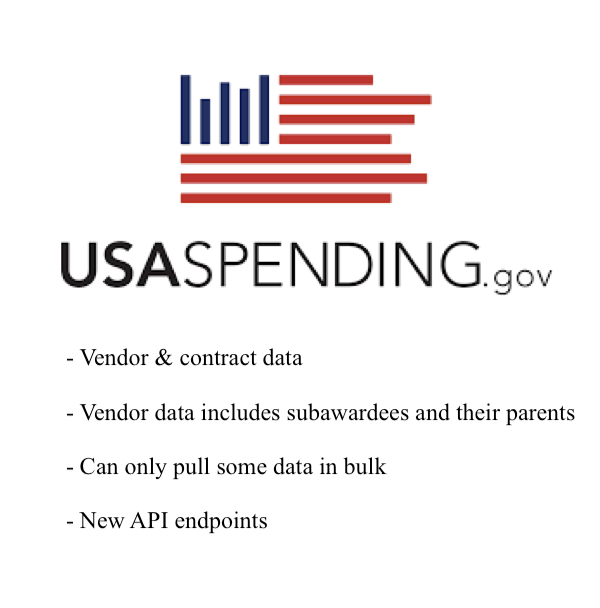 USASPENDING.gov
- Vendor & contract data
- Vendor data includes subawardees and their parents
- Can only pull some data in bulk
- New API endpoints